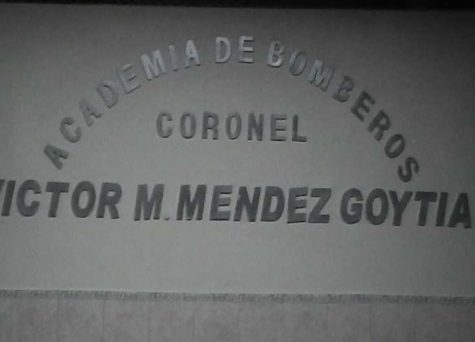 ACADEMIA DE BOMBEROS
CORONEL
VICTOR M. MENDEZ GOYTIA